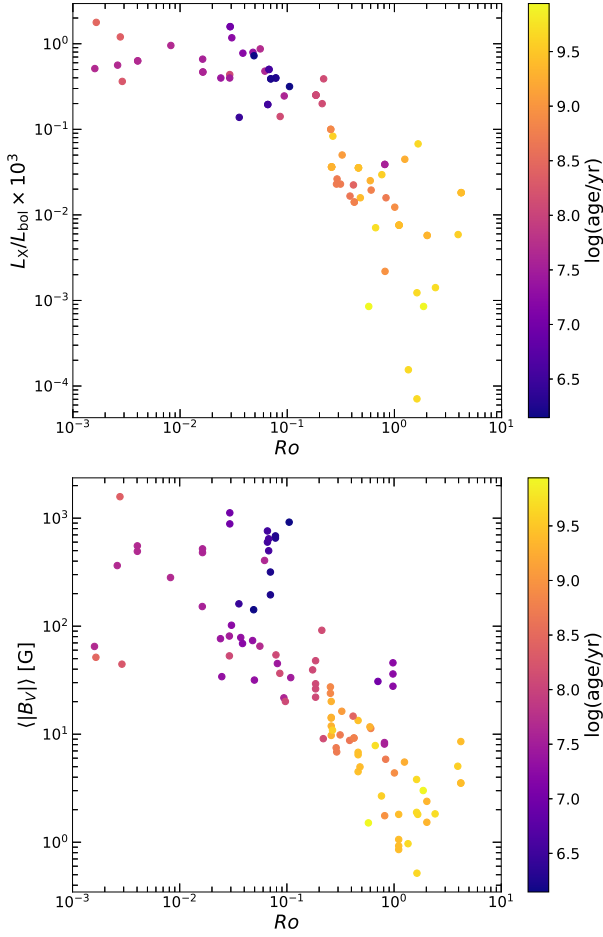 10⁰
10⁻¹
10⁻²
10⁻³
10⁻⁴
L_X/L_bol × 10³
10⁻³ 10⁻² 10⁻¹ 10⁰ 10¹
Ro
9.5
9.0
8.5
8.0
7.5
7.0
6.5
log(age/yr)
10³
10²
10¹
10⁰
⟨|B_V|⟩ [G]
10⁻³ 10⁻² 10⁻¹ 10⁰ 10¹
Ro
9.5
9.0
8.5
8.0
7.5
7.0
6.5
log(age/yr)